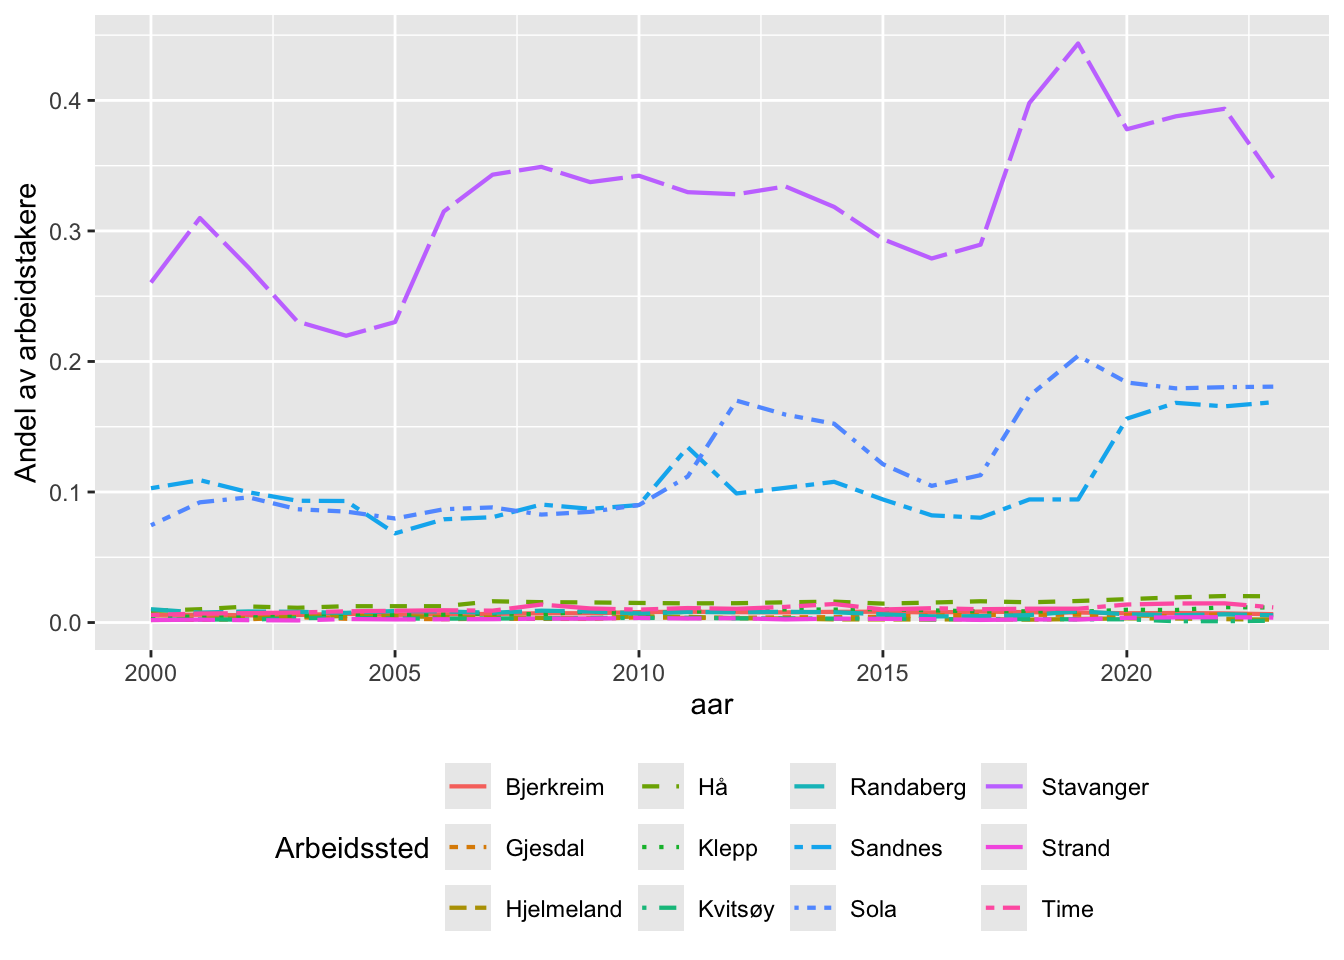 Andel av arbeidstakere
0.4
0.3
0.2
0.1
0.0
2000 2005 2010 2015 2020
aar
Arbeidssted
Bjerkreim Hå Randaberg Stavanger
Gjesdal Klepp Sandnes Strand
Hjelmeland Kvitsøy Sola Time